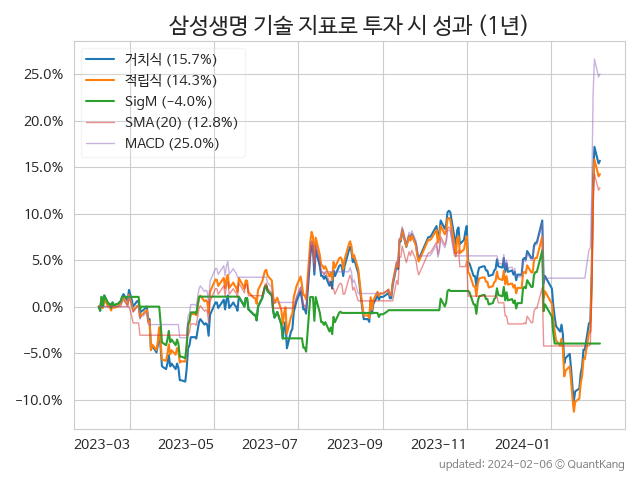 삼성생명 기술 지표로 투자 시 성과 (1년)
거치식 (15.7%)
적립식 (14.3%)
SigM (−4.0%)
SMA(20) (12.8%)
MACD (25.0%)
25.0%
20.0%
15.0%
10.0%
5.0%
0.0%
−5.0%
−10.0%
2023-03 2023-05 2023-07 2023-09 2023-11 2024-01
updated: 2024-02-06 © QuantKang